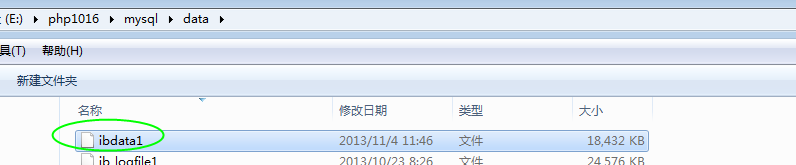 (E:) php1016 mysql data
具(T) 帮助(H)
新建文件夹
名称 修改日期 类型 大小
ibdata1 2013/11/4 11:46 文件 18,432 KB
ib_logfile1 2013/10/23 8:26 文件 24,576 KB